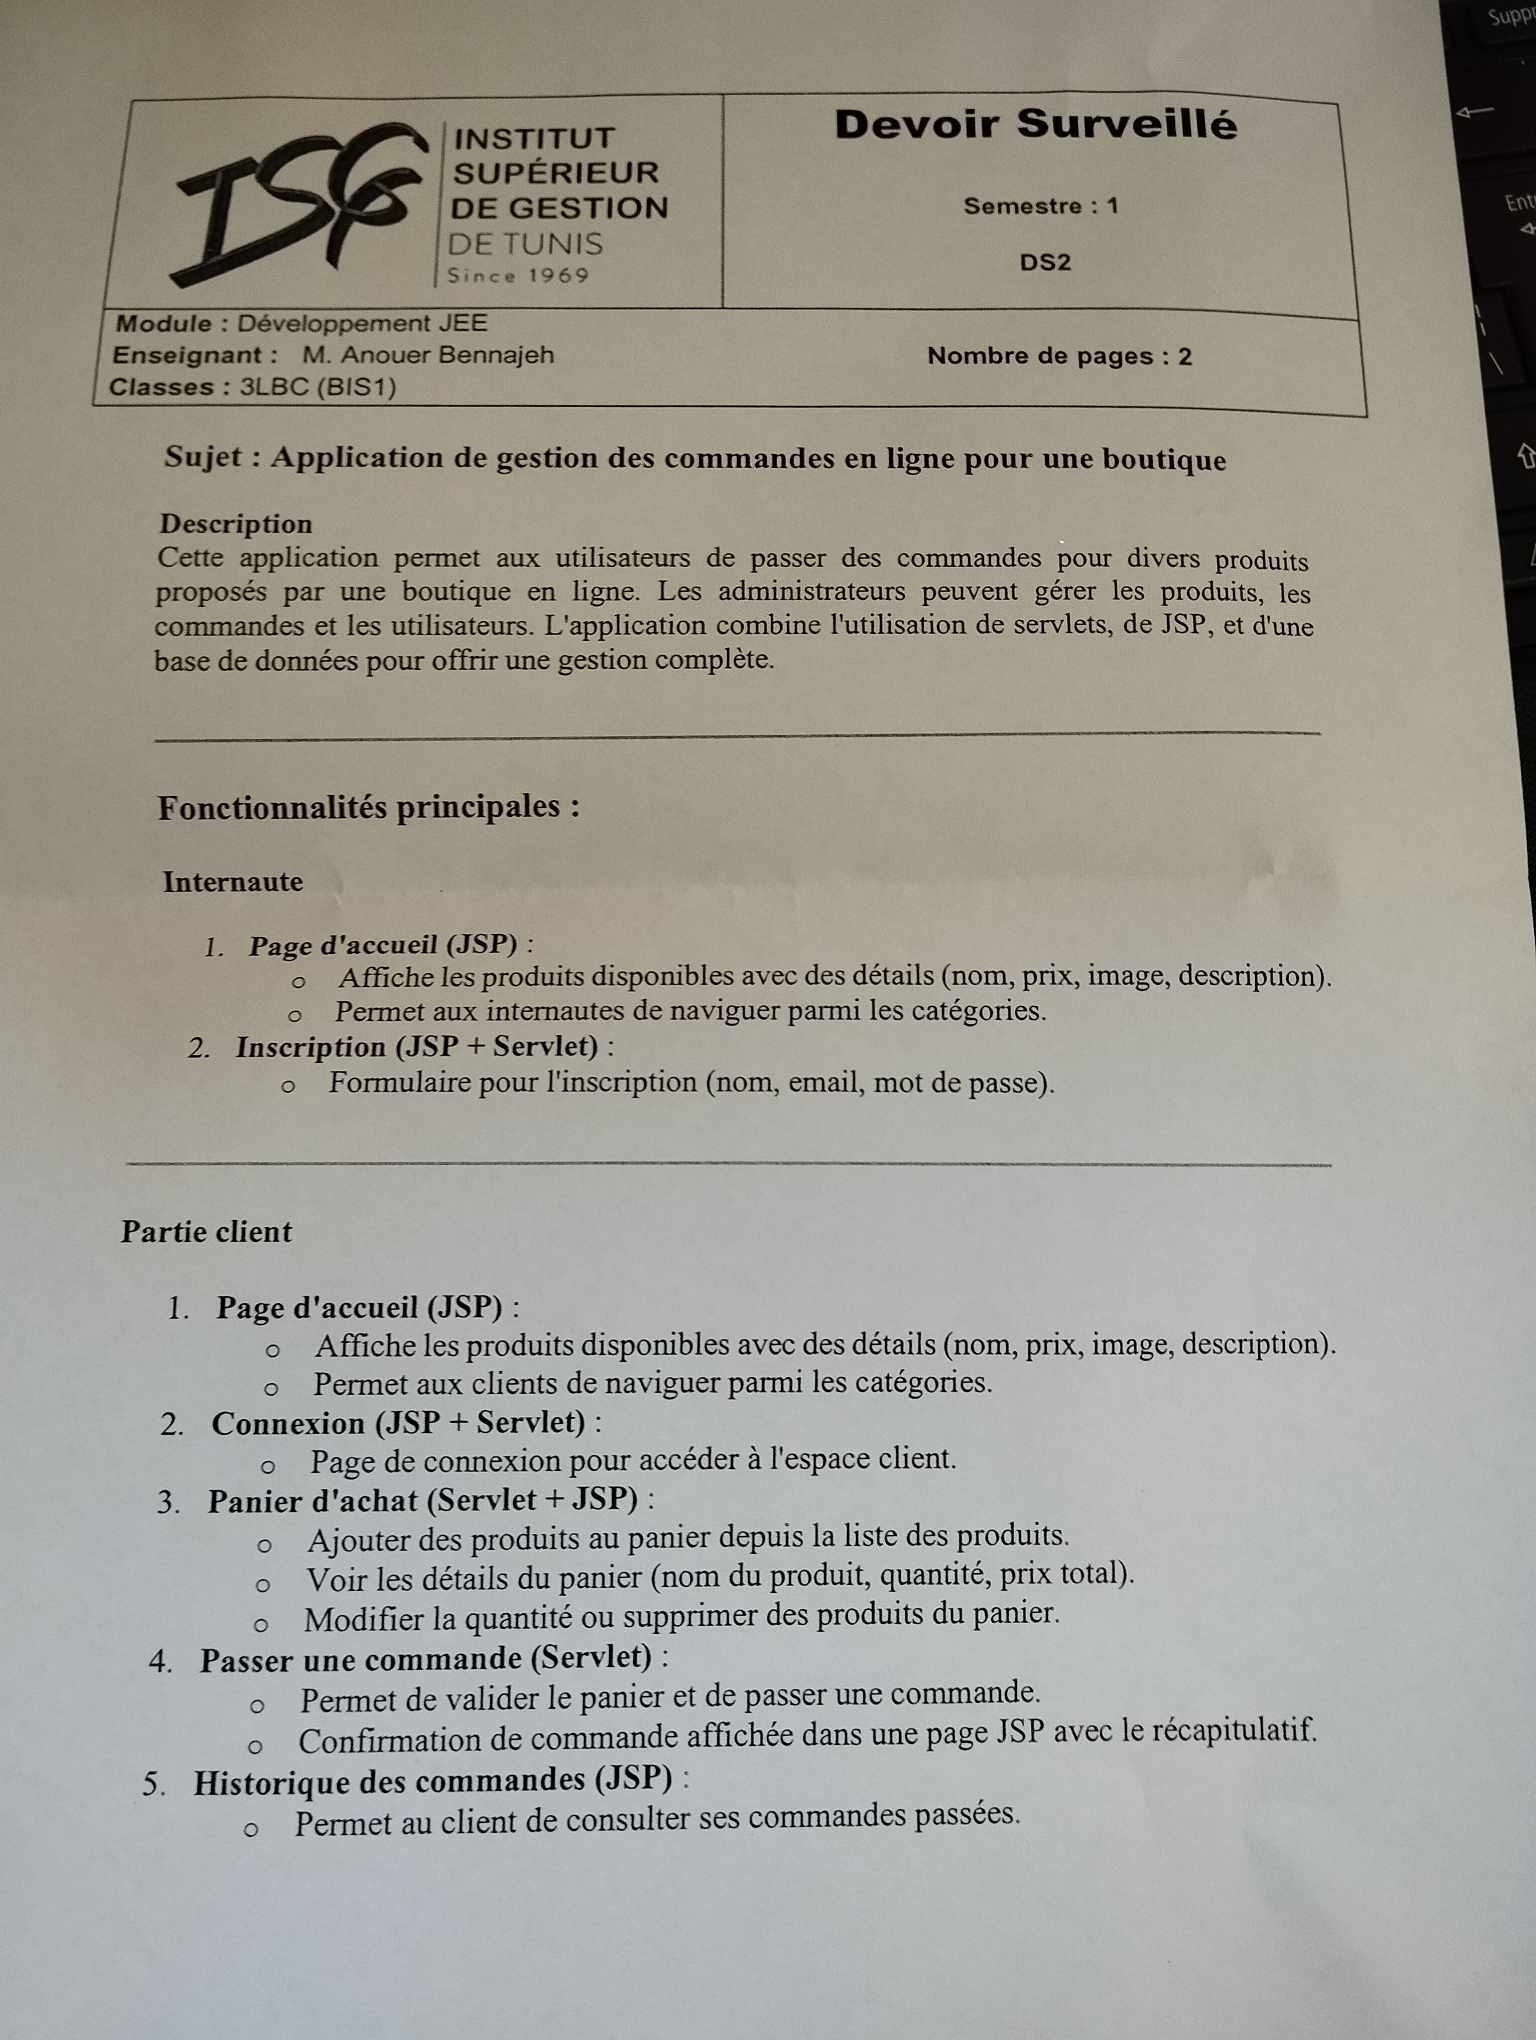 ISG
INSTITUT
SUPÉRIEUR
DE GESTION
DE TUNIS
Since 1969
Devoir Surveillé
Semestre : 1
DS2
Module : Développement JEE
Enseignant : M. Anouer Bennajeh
Classes : 3LBC (BIS1)
Nombre de pages : 2
Sujet : Application de gestion des commandes en ligne pour une boutique
Description
Cette application permet aux utilisateurs de passer des commandes pour divers produits
proposés par une boutique en ligne. Les administrateurs peuvent gérer les produits, les
commandes et les utilisateurs. L'application combine l'utilisation de servlets, de JSP, et d'une
base de données pour offrir une gestion complète.
Fonctionnalités principales :
Internaute
1. Page d'accueil (JSP) :
o Affiche les produits disponibles avec des détails (nom, prix, image, description).
o Permet aux internautes de naviguer parmi les catégories.
2. Inscription (JSP + Servlet) :
o Formulaire pour l'inscription (nom, email, mot de passe).
Partie client
1. Page d'accueil (JSP) :
o Affiche les produits disponibles avec des détails (nom, prix, image, description).
o Permet aux clients de naviguer parmi les catégories.
2. Connexion (JSP + Servlet) :
o Page de connexion pour accéder à l'espace client.
3. Panier d'achat (Servlet + JSP) :
o Ajouter des produits au panier depuis la liste des produits.
o Voir les détails du panier (nom du produit, quantité, prix total).
o Modifier la quantité ou supprimer des produits du panier.
4. Passer une commande (Servlet) :
o Permet de valider le panier et de passer une commande.
o Confirmation de commande affichée dans une page JSP avec le récapitulatif.
5. Historique des commandes (JSP) :
o Permet au client de consulter ses commandes passées.